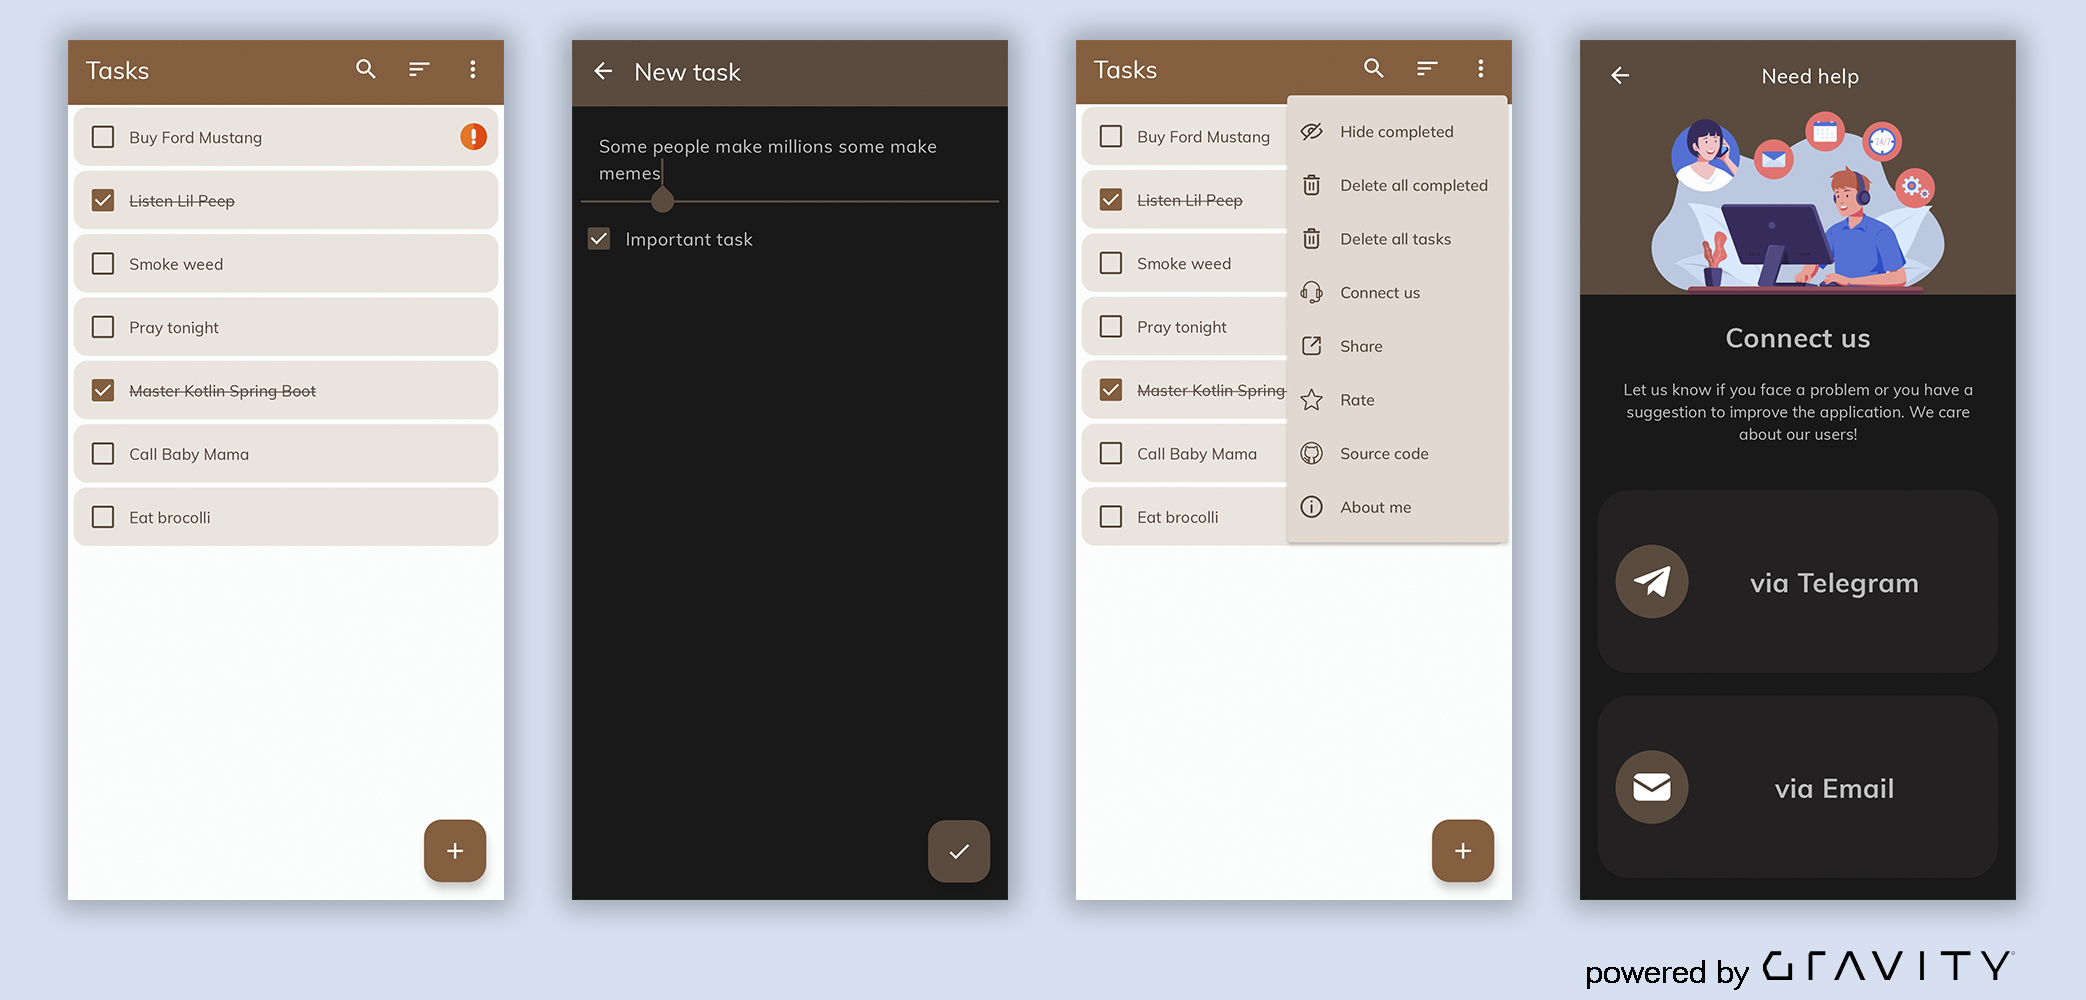 Tasks
Buy Ford Mustang
Listen Lil Peep
Smoke weed
Pray tonight
Master Kotlin Spring Boot
Call Baby Mama
Eat brocolli
New task
Some people make millions some make
memes
Important task
Tasks
Buy Ford Mustang
Listen Lil Peep
Smoke weed
Pray tonight
Master Kotlin Spring
Call Baby Mama
Eat brocolli
Hide completed
Delete all completed
Delete all tasks
Connect us
Share
Rate
Source code
About me
Need help
24/7
Connect us
Let us know if you face a problem or you have a
suggestion to improve the application. We care
about our users!
via Telegram
via Email
powered by GRAVITY